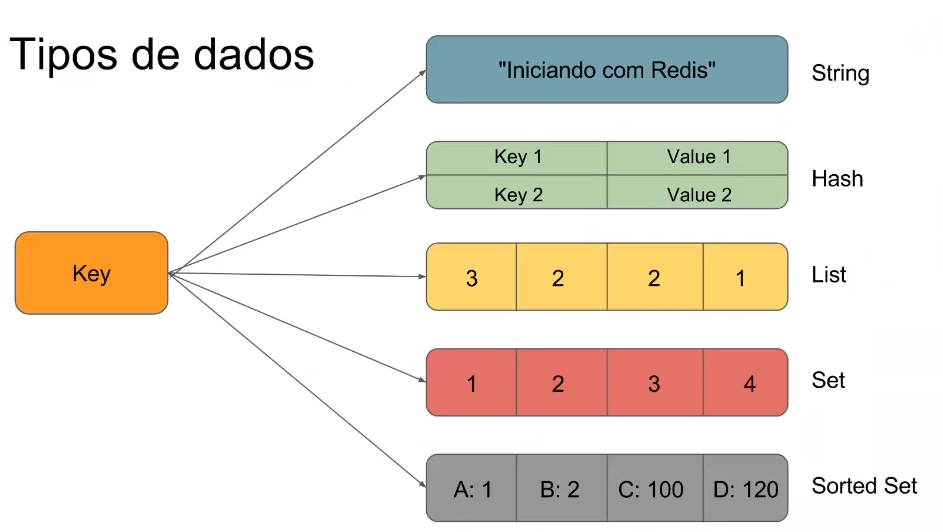 Tipos de dados
"Iniciando com Redis"
String
Key 1 Value 1
Key 2 Value 2
Hash
Key
3 2 2 1
List
1 2 3 4
Set
A: 1 B: 2 C: 100 D: 120
Sorted Set